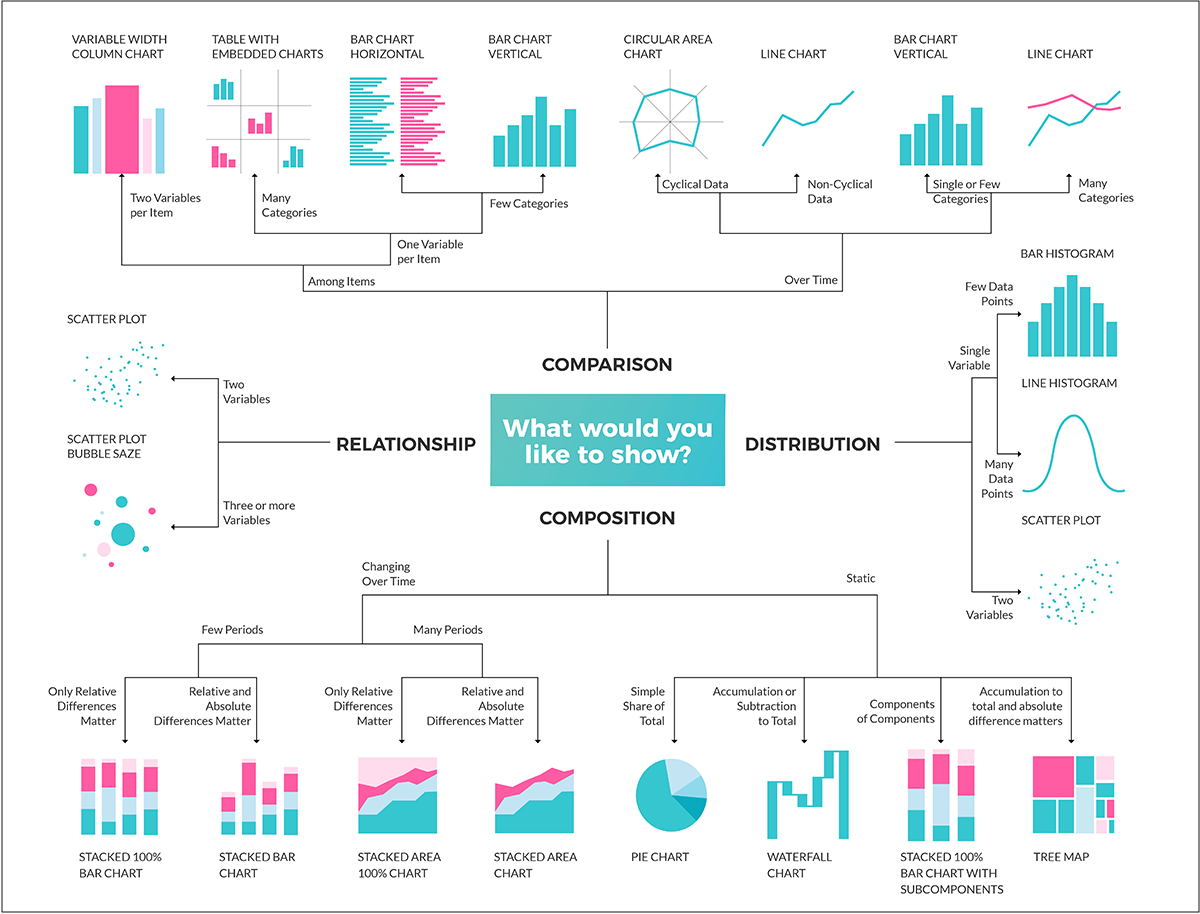 VARIABLE WIDTH
COLUMN CHART
TABLE WITH
EMBEDDED CHARTS
BAR CHART
HORIZONTAL
BAR CHART
VERTICAL
CIRCULAR AREA
CHART
LINE CHART
BAR CHART
VERTICAL
LINE CHART
Two Variables
per Item
Many
Categories
Few Categories
Cyclical Data
Non-Cyclical
Data
Single or Few
Categories
Many
Categories
One Variable
per Item
Among Items
Over Time
COMPARISON
What would you
like to show?
RELATIONSHIP
SCATTER PLOT
Two
Variables
SCATTER PLOT
BUBBLE SAZE
Three or more
Variables
DISTRIBUTION
BAR HISTOGRAM
Few Data
Points
Single
Variable
LINE HISTOGRAM
Many
Data
Points
SCATTER PLOT
Two
Variables
COMPOSITION
Changing
Over Time
Static
Few Periods
Many Periods
Only Relative
Differences
Matter
Relative and
Absolute
Differences Matter
Only Relative
Differences
Matter
Relative and
Absolute
Differences Matter
Simple
Share of
Total
Accumulation or
Subtraction
to Total
Components
of Components
Accumulation to
total and absolute
difference matters
STACKED 100%
BAR CHART
STACKED BAR
CHART
STACKED AREA
100% CHART
STACKED AREA
CHART
PIE CHART
WATERFALL
CHART
STACKED 100%
BAR CHART WITH
SUBCOMPONENTS
TREE MAP